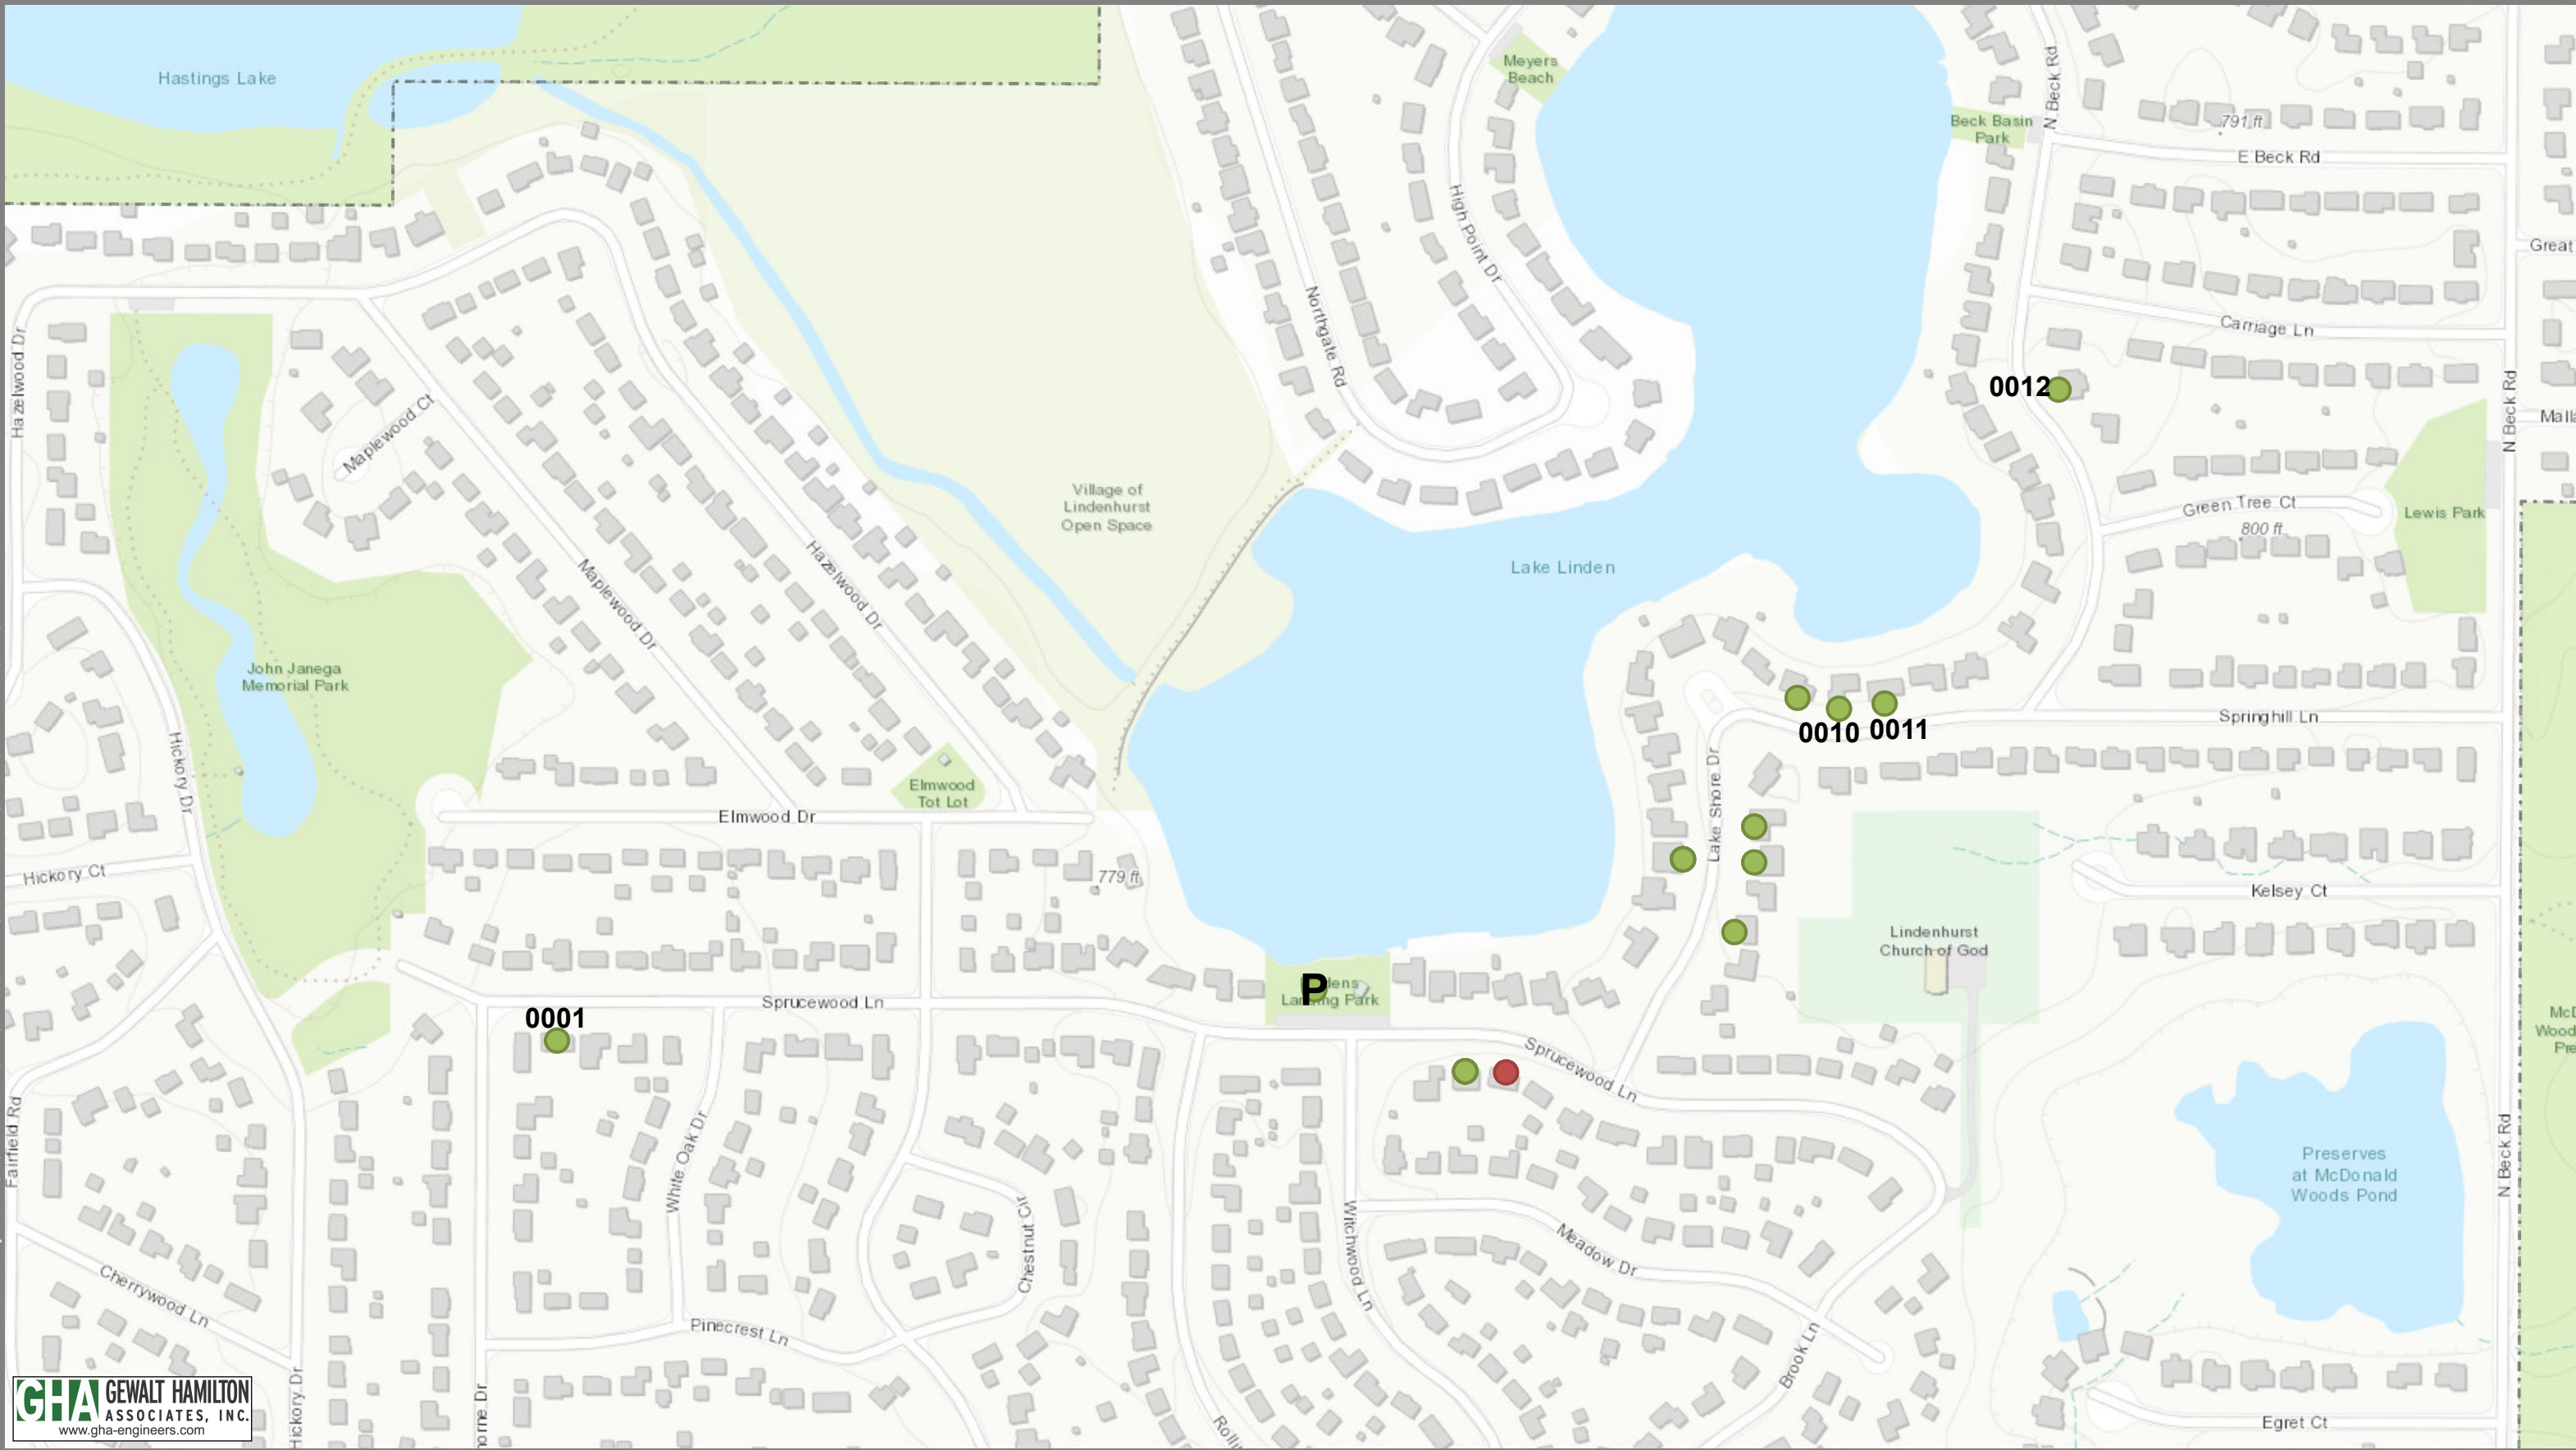 Hastings Lake
Meyers
Beach
N Beck Rd
Beck Basin
Park
791 ft
E Beck Rd
Great
High Point Dr
Northgate Rd
Carriage Ln
Hazelwood Dr
Maplewood Ct
0012
N Beck Rd
Village of
Lindenhurst
Open Space
Green Tree Ct
800 ft
Lewis Park
Lake Linden
Maplewood Dr
Hazelwood Dr
John Janega
Memorial Park
0010
0011
Springhill Ln
Hickory Dr
Elmwood
Tot Lot
Lake Shore Dr
Elmwood Dr
Hickory Ct
779 ft
Kelsey Ct
Lindenhurst
Church of God
P
Landing Park
Sprucewood Ln
0001
Sprucewood Ln
Fairfield Rd
White Oak Dr
N Beck Rd
Preserves
at McDonald
Woods Pond
Witchwood Ln
Chestnut Cir
Meadow Dr
Cherrywood Ln
Pinecrest Ln
Brook Ln
Hickory Dr
GHA GEWALT HAMILTON
ASSOCIATES, INC.
www.gha-engineers.com
Egret Ct